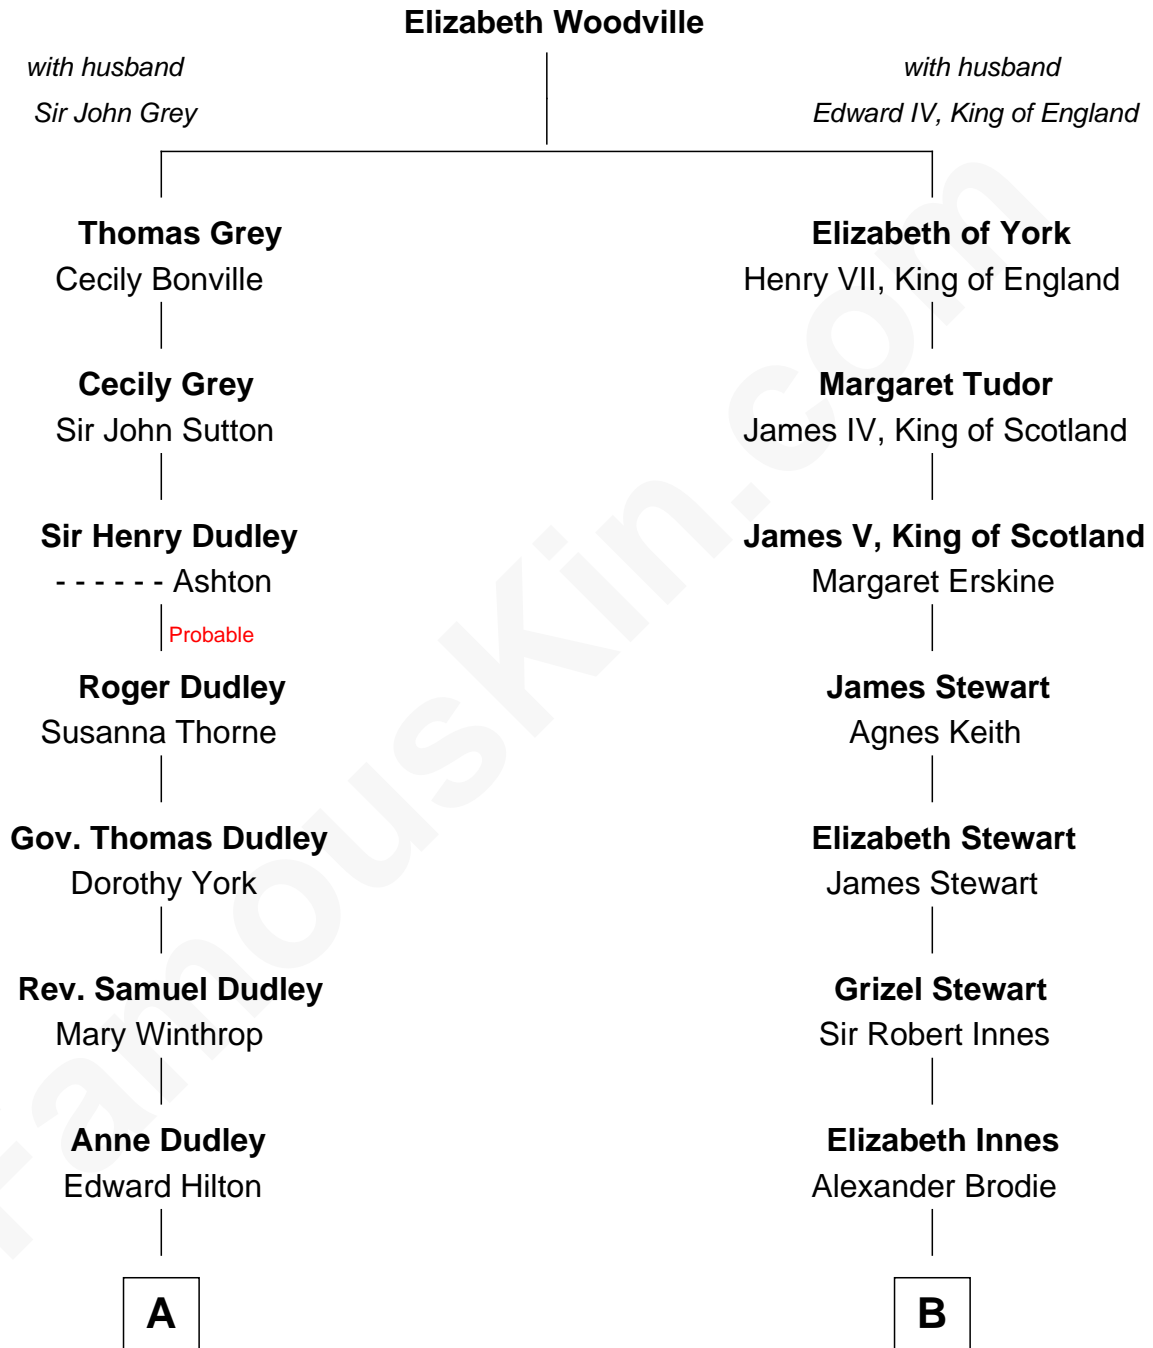 Elizabeth Woodville
with husband
Sir John Grey
with husband
Edward IV, King of England
Thomas Grey
Cecily Bonville
Elizabeth of York
Henry VII, King of England
Cecily Grey
Sir John Sutton
Margaret Tudor
James IV, King of Scotland
Sir Henry Dudley
- - - - - - Ashton
James V, King of Scotland
Margaret Erskine
Probable
Roger Dudley
Susanna Thorne
James Stewart
Agnes Keith
Gov. Thomas Dudley
Dorothy York
Elizabeth Stewart
James Stewart
Rev. Samuel Dudley
Mary Winthrop
Grizel Stewart
Sir Robert Innes
Anne Dudley
Edward Hilton
Elizabeth Innes
Alexander Brodie
A
B
FamousKin.com